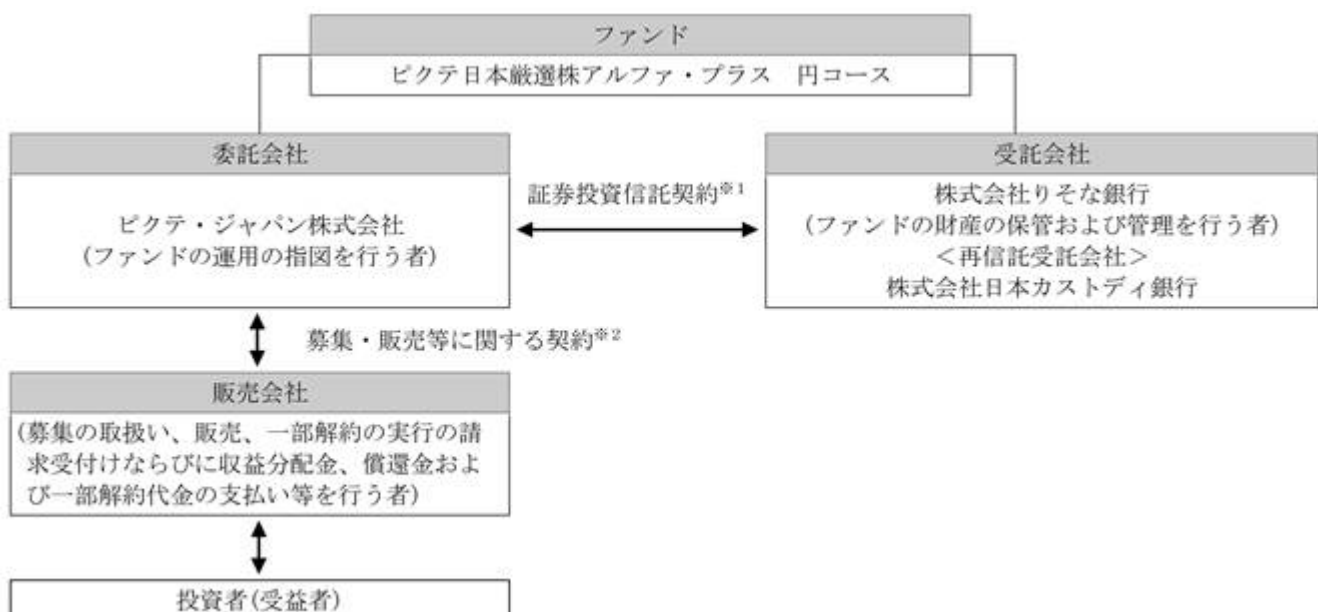 ファンド
ピクテ日本厳選株アルファ・プラス　円コース
委託会社
ピクテ・ジャパン株式会社
(ファンドの運用の指図を行う者)
証券投資信託契約※1
受託会社
株式会社りそな銀行
(ファンドの財産の保管および管理を行う者)
＜再信託受託会社＞
株式会社日本カストディ銀行
募集・販売等に関する契約※2
販売会社
(募集の取扱い、販売、一部解約の実行の請
求受付けならびに収益分配金、償還金およ
び一部解約代金の支払い等を行う者)
投資者(受益者)